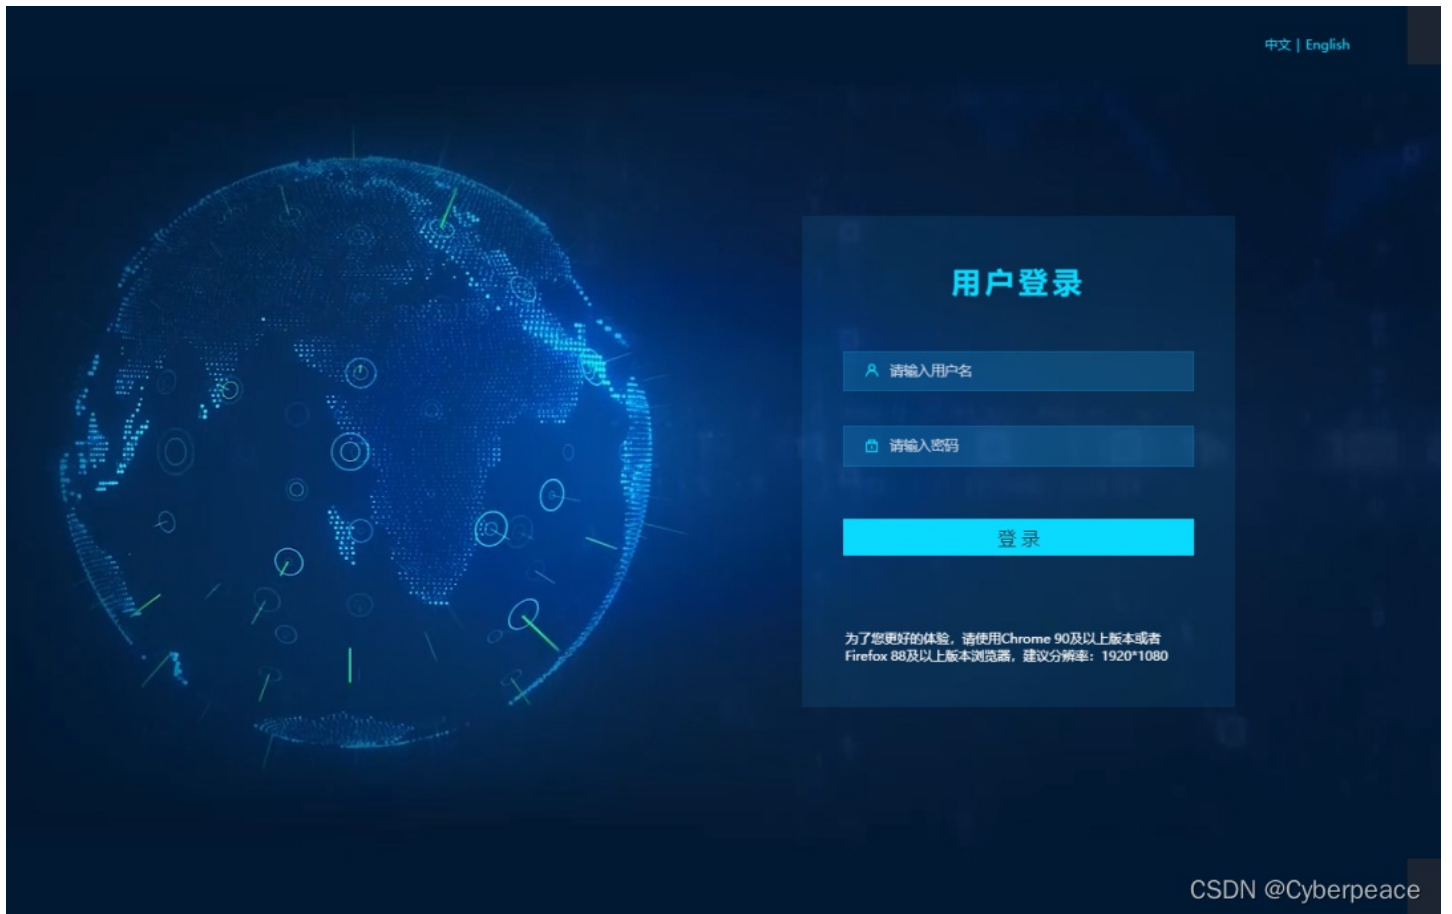 中文 | English
用户登录
请输入用户名
请输入密码
登录
为了您更好的体验，请使用Chrome 90及以上版本或者
Firefox 88及以上版本浏览器，建议分辨率：1920*1080
CSDN @Cyberpeace